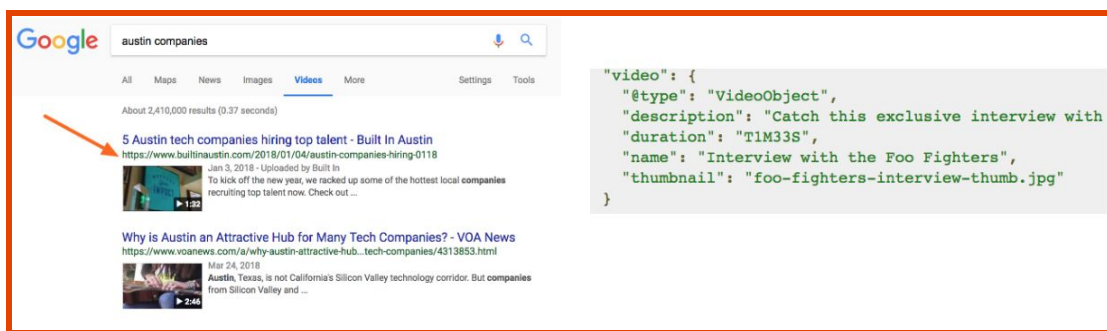 Google
austin companies
All Maps News Images Videos More Settings Tools
About 2,410,000 results (0.37 seconds)
5 Austin tech companies hiring top talent - Built In Austin
https://www.builtinaustin.com/2018/01/04/austin-companies-hiring-0118
Jan 3, 2018 - Uploaded by Built In
To kick off the new year, we racked up some of the hottest local companies
recruiting top talent now. Check out ...
1:32
Why is Austin an Attractive Hub for Many Tech Companies? - VOA News
https://www.voanews.com/a/why-austin-attractive-hub...tech-companies/4313853.html
Mar 24, 2018
Austin, Texas, is not California's Silicon Valley technology corridor. But companies
from Silicon Valley and ...
2:46
"video": {
"@type": "VideoObject",
"description": "Catch this exclusive interview with
"duration": "T1M33S",
"name": "Interview with the Foo Fighters",
"thumbnail": "foo-fighters-interview-thumb.jpg"
}